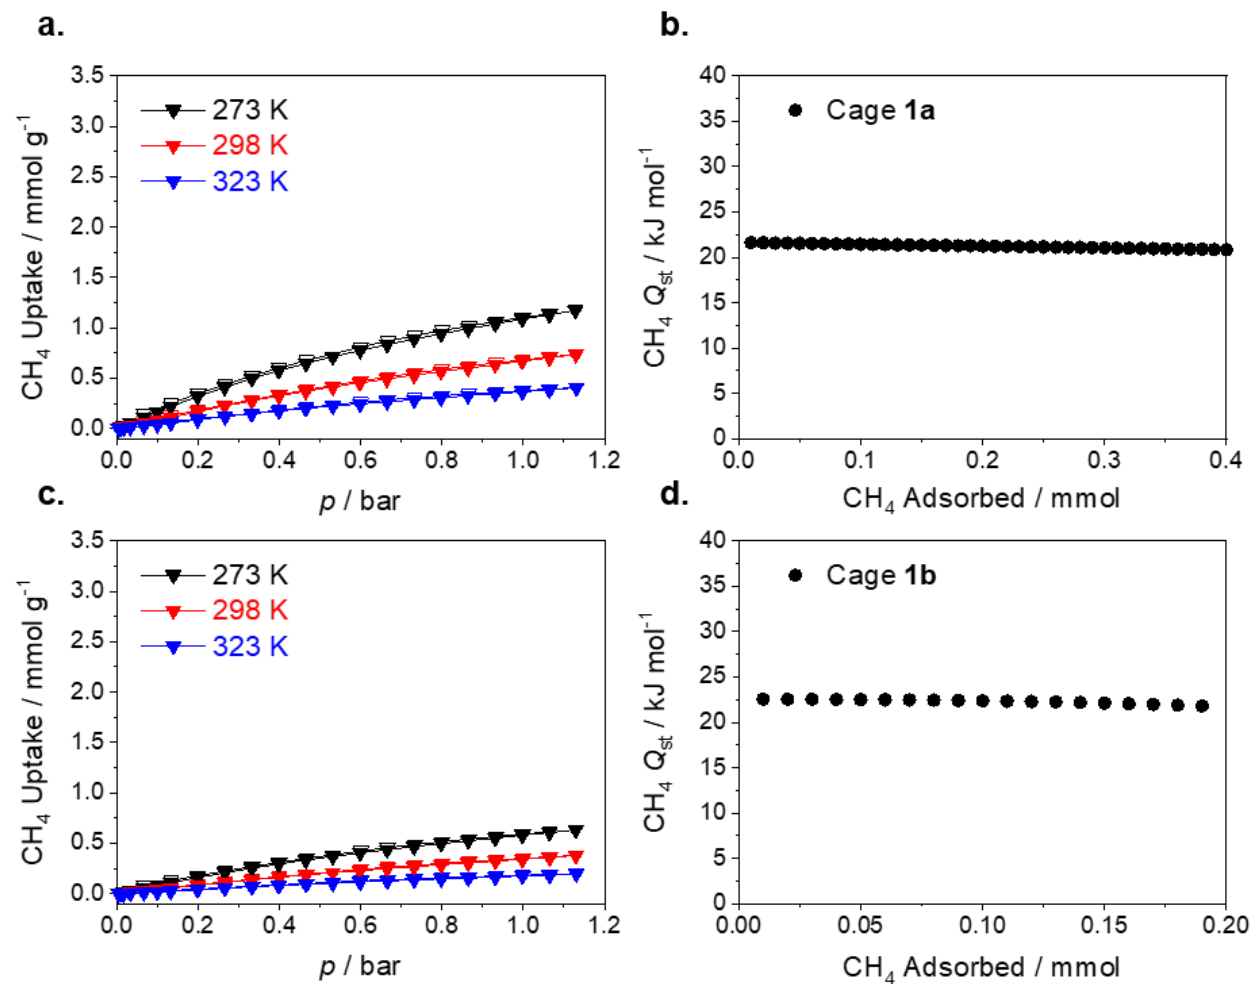 a.
CH₄ Uptake / mmol g⁻¹
3.5
3.0
2.5
2.0
1.5
1.0
0.5
0.0
273 K
298 K
323 K
0.0 0.2 0.4 0.6 0.8 1.0 1.2
p / bar
b.
CH₄ Qst / kJ mol⁻¹
40
35
30
25
20
15
10
5
0
Cage 1a
0.0 0.1 0.2 0.3 0.4
CH₄ Adsorbed / mmol
c.
CH₄ Uptake / mmol g⁻¹
3.5
3.0
2.5
2.0
1.5
1.0
0.5
0.0
273 K
298 K
323 K
0.0 0.2 0.4 0.6 0.8 1.0 1.2
p / bar
d.
CH₄ Qst / kJ mol⁻¹
40
35
30
25
20
15
10
5
0
Cage 1b
0.00 0.05 0.10 0.15 0.20
CH₄ Adsorbed / mmol